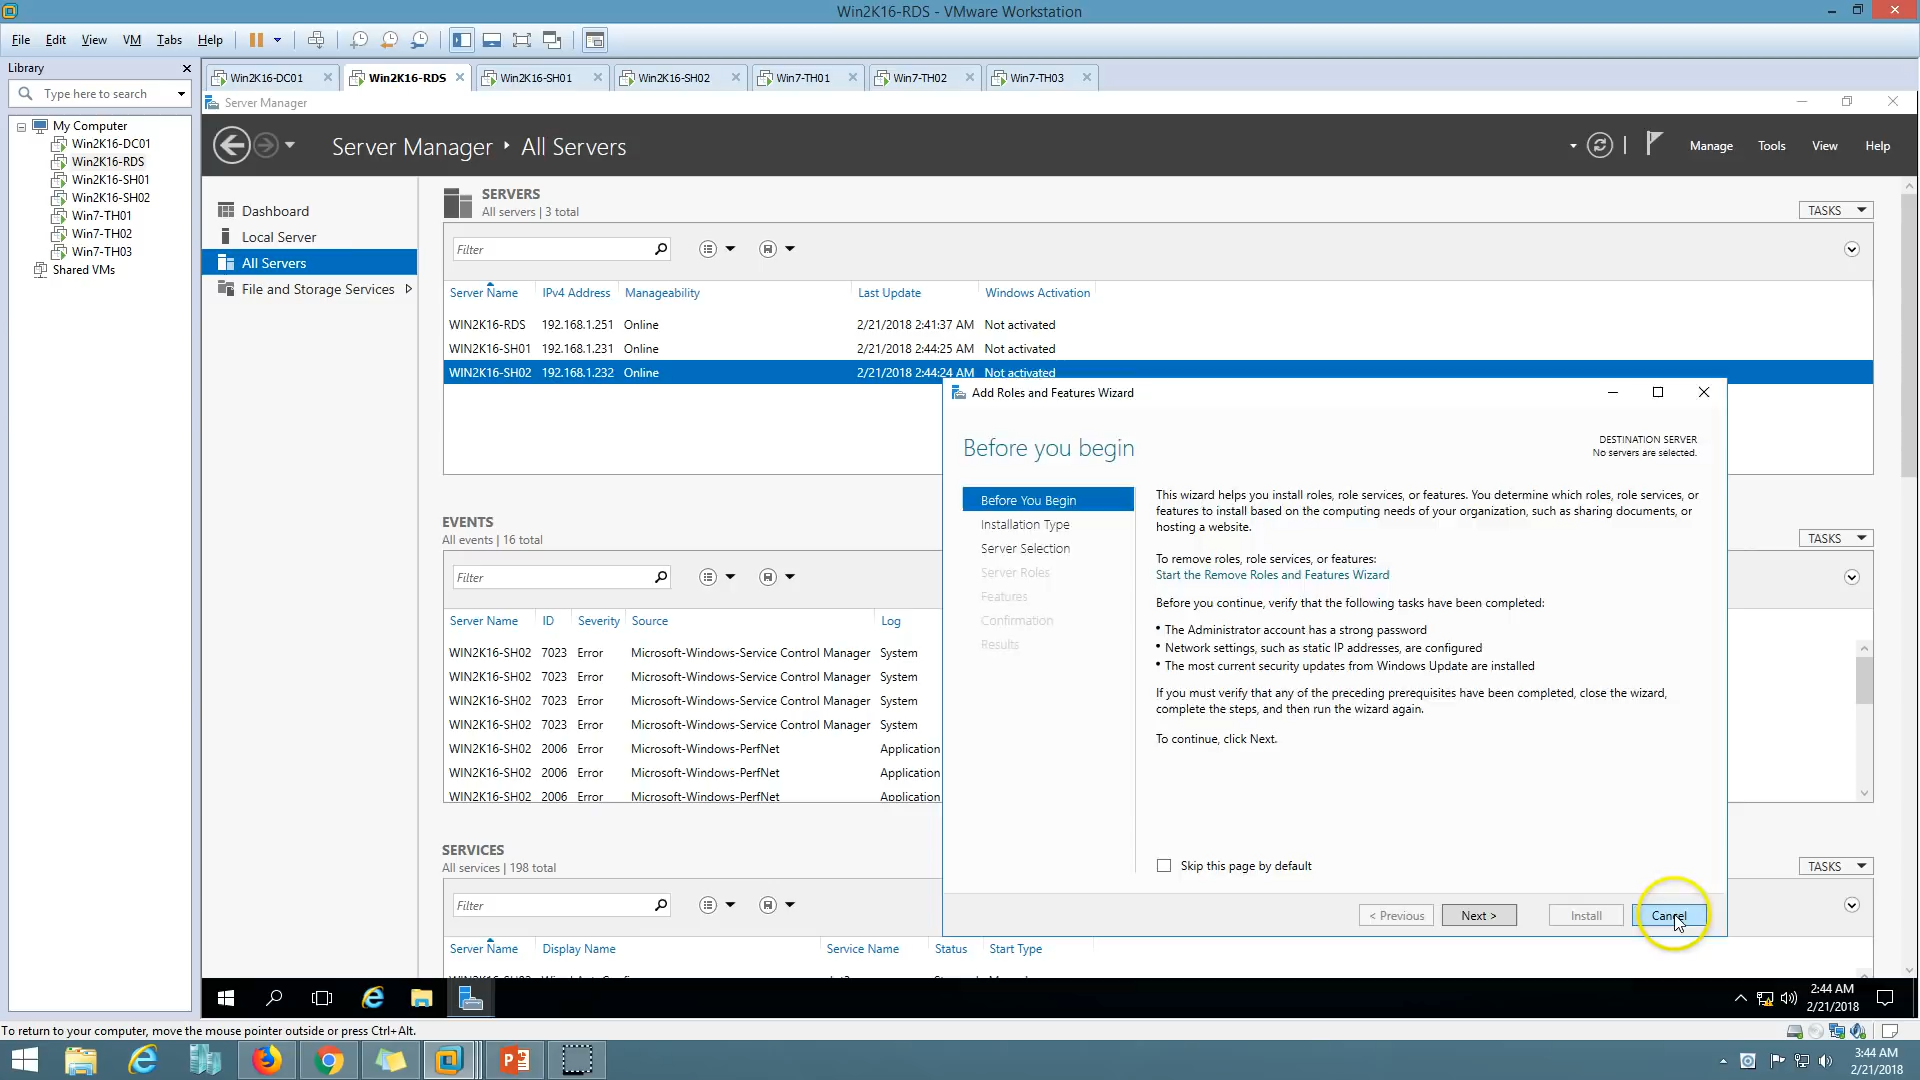 Win2K16-RDS - VMware Workstation
File Edit View VM Tabs Help
Library
Type here to search
My Computer
Win2K16-DC01
Win2K16-RDS
Win2K16-SH01
Win2K16-SH02
Win7-TH01
Win7-TH02
Win7-TH03
Shared VMs
Win2K16-DC01 Win2K16-RDS Win2K16-SH01 Win2K16-SH02 Win7-TH01 Win7-TH02 Win7-TH03
Server Manager
Server Manager All Servers
Manage Tools View Help
Dashboard
Local Server
All Servers
File and Storage Services
SERVERS
All servers | 3 total
TASKS
Filter
Server Name IPv4 Address Manageability Last Update Windows Activation
WIN2K16-RDS 192.168.1.251 Online 2/21/2018 2:41:37 AM Not activated
WIN2K16-SH01 192.168.1.231 Online 2/21/2018 2:44:25 AM Not activated
WIN2K16-SH02 192.168.1.232 Online 2/21/2018 2:44:24 AM Not activated
EVENTS
All events | 16 total
TASKS
Filter
Server Name ID Severity Source Log
WIN2K16-SH02 7023 Error Microsoft-Windows-Service Control Manager System
WIN2K16-SH02 7023 Error Microsoft-Windows-Service Control Manager System
WIN2K16-SH02 7023 Error Microsoft-Windows-Service Control Manager System
WIN2K16-SH02 7023 Error Microsoft-Windows-Service Control Manager System
WIN2K16-SH02 2006 Error Microsoft-Windows-PerfNet Application
WIN2K16-SH02 2006 Error Microsoft-Windows-PerfNet Application
WIN2K16-SH02 2006 Error Microsoft-Windows-PerfNet Application
SERVICES
All services | 198 total
TASKS
Filter
Server Name Display Name Service Name Status Start Type
Add Roles and Features Wizard
Before you begin
DESTINATION SERVER
No servers are selected.
Before You Begin
Installation Type
Server Selection
Server Roles
Features
Confirmation
Results
This wizard helps you install roles, role services, or features. You determine which roles, role services, or
features to install based on the computing needs of your organization, such as sharing documents, or
hosting a website.
To remove roles, role services, or features:
Start the Remove Roles and Features Wizard
Before you continue, verify that the following tasks have been completed:
• The Administrator account has a strong password
• Network settings, such as static IP addresses, are configured
• The most current security updates from Windows Update are installed
If you must verify that any of the preceding prerequisites have been completed, close the wizard,
complete the steps, and then run the wizard again.
To continue, click Next.
Skip this page by default
< Previous Next > Install Cancel
2:44 AM
2/21/2018
To return to your computer, move the mouse pointer outside or press Ctrl+Alt.
3:44 AM
2/21/2018